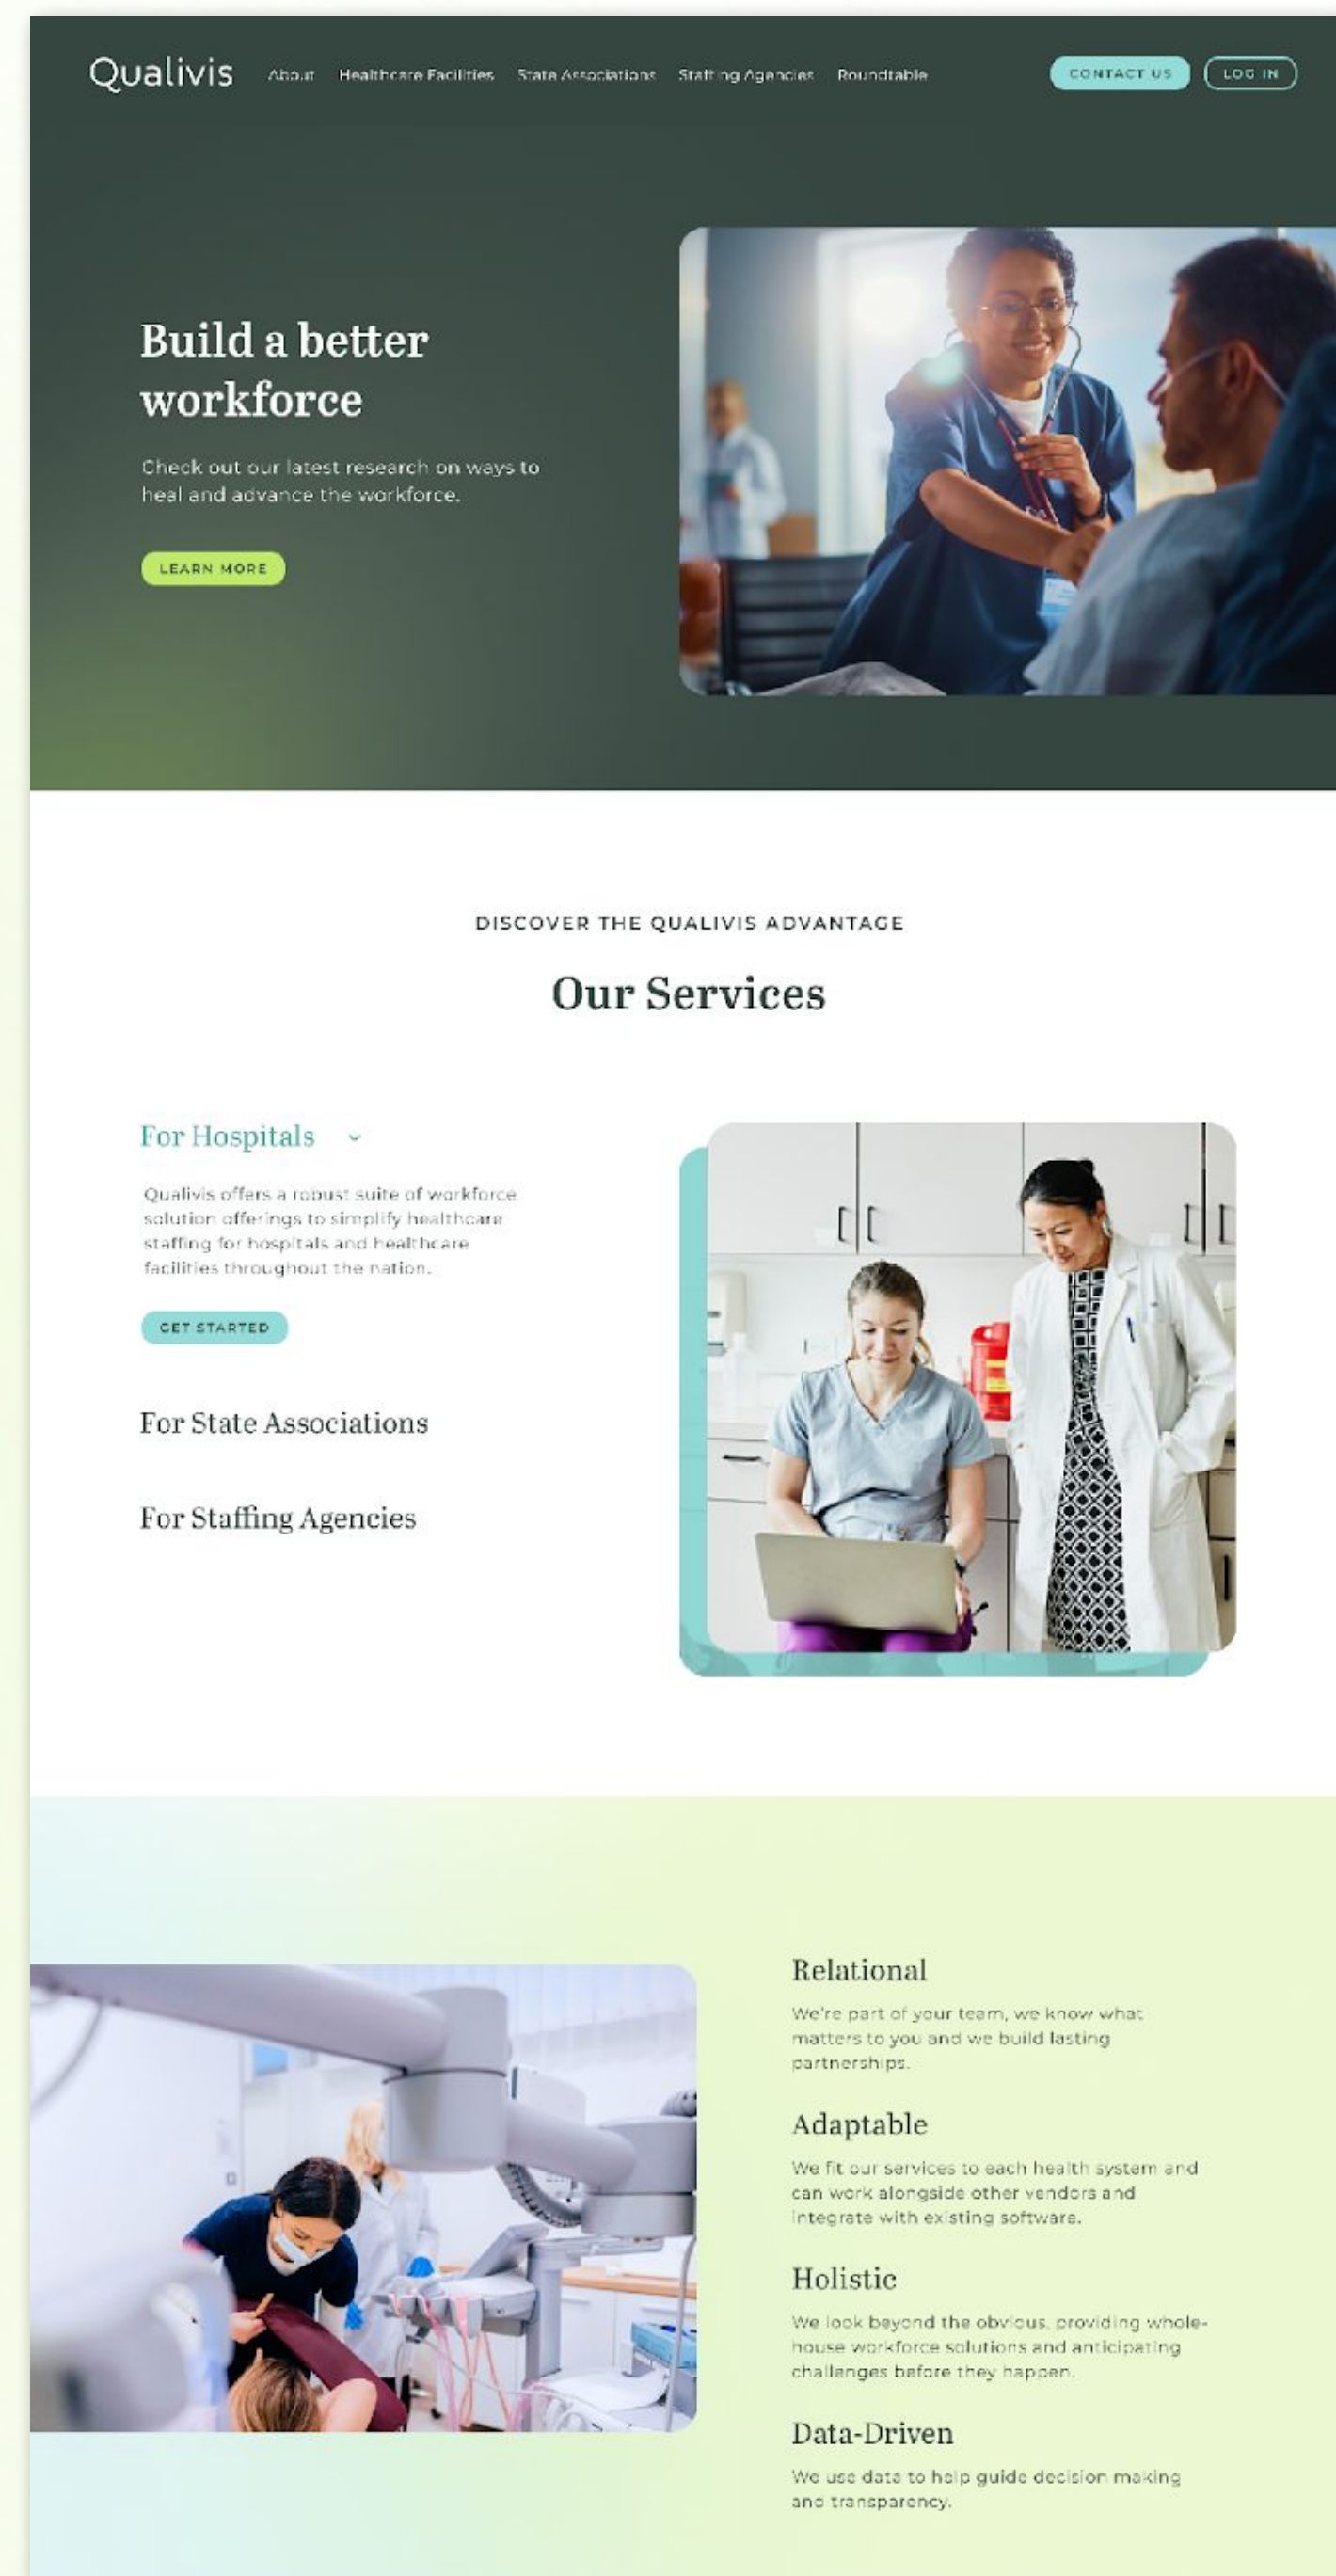 Qualivis
About
Healthcare Facilities
State Associations
Staffing Agencies
Roundtable
CONTACT US
LOG IN
Build a better
workforce
Check out our latest research on ways to
heal and advance the workforce.
LEARN MORE
DISCOVER THE QUALIVIS ADVANTAGE
Our Services
For Hospitals
Qualivis offers a robust suite of workforce
solution offerings to simplify healthcare
staffing for hospitals and healthcare
facilities throughout the nation.
GET STARTED
For State Associations
For Staffing Agencies
Relational
We're part of your team, we know what
matters to you and we build lasting
partnerships.
Adaptable
We fit our services to each health system and
can work alongside other vendors and
integrate with existing software.
Holistic
We look beyond the obvious, providing whole-
house workforce solutions and anticipating
challenges before they happen.
Data-Driven
We use data to help guide decision making
and transparency.